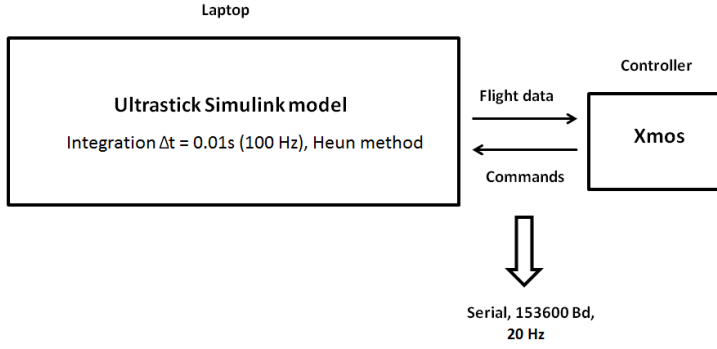 Laptop
Controller
Ultrastick Simulink model
Integration Δt = 0.01s (100 Hz), Heun method
Flight data
Xmos
Commands
Serial, 153600 Bd,
20 Hz